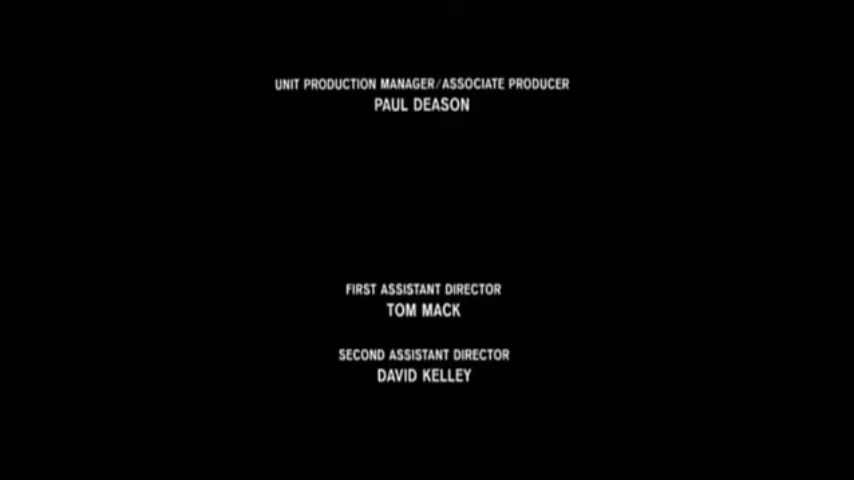 UNIT PRODUCTION MANAGER/ASSOCIATE PRODUCER
PAUL DEASON
FIRST ASSISTANT DIRECTOR
TOM MACK
SECOND ASSISTANT DIRECTOR
DAVID KELLEY